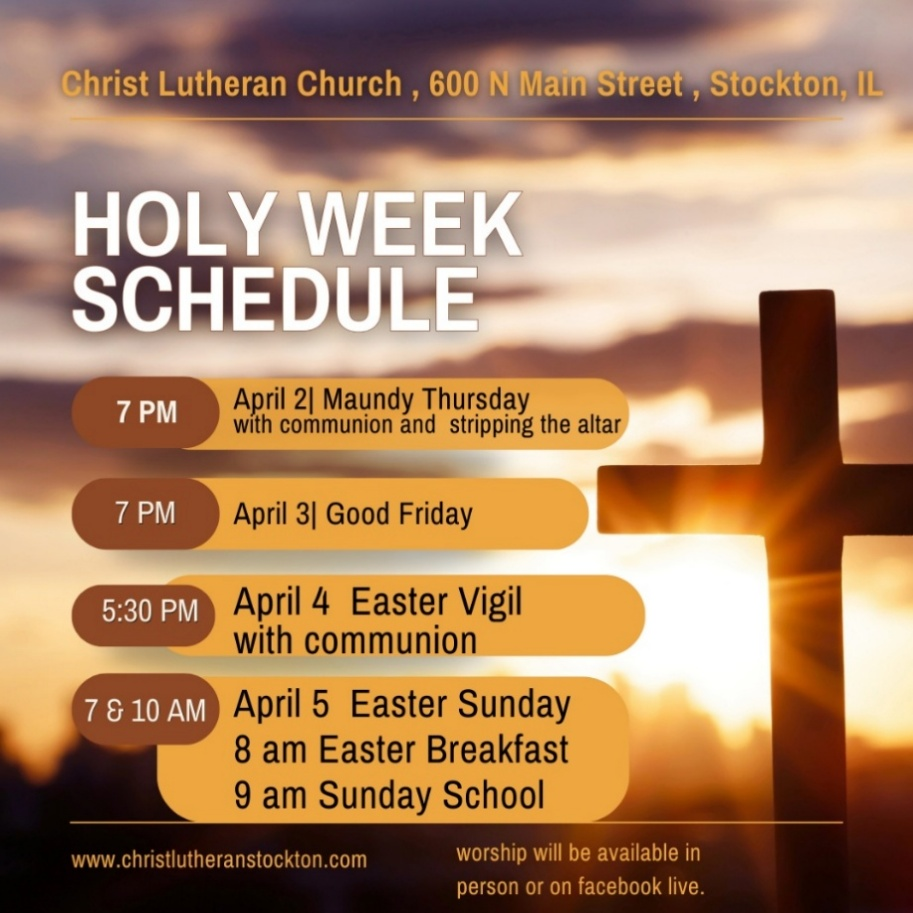 Christ Lutheran Church , 600 N Main Street , Stockton, IL
HOLY WEEK
SCHEDULE
7 PM
April 2| Maundy Thursday
with communion and stripping the altar
7 PM
April 3| Good Friday
5:30 PM
April 4 Easter Vigil
with communion
7 & 10 AM
April 5 Easter Sunday
8 am Easter Breakfast
9 am Sunday School
www.christlutheranstockton.com
worship will be available in
person or on facebook live.